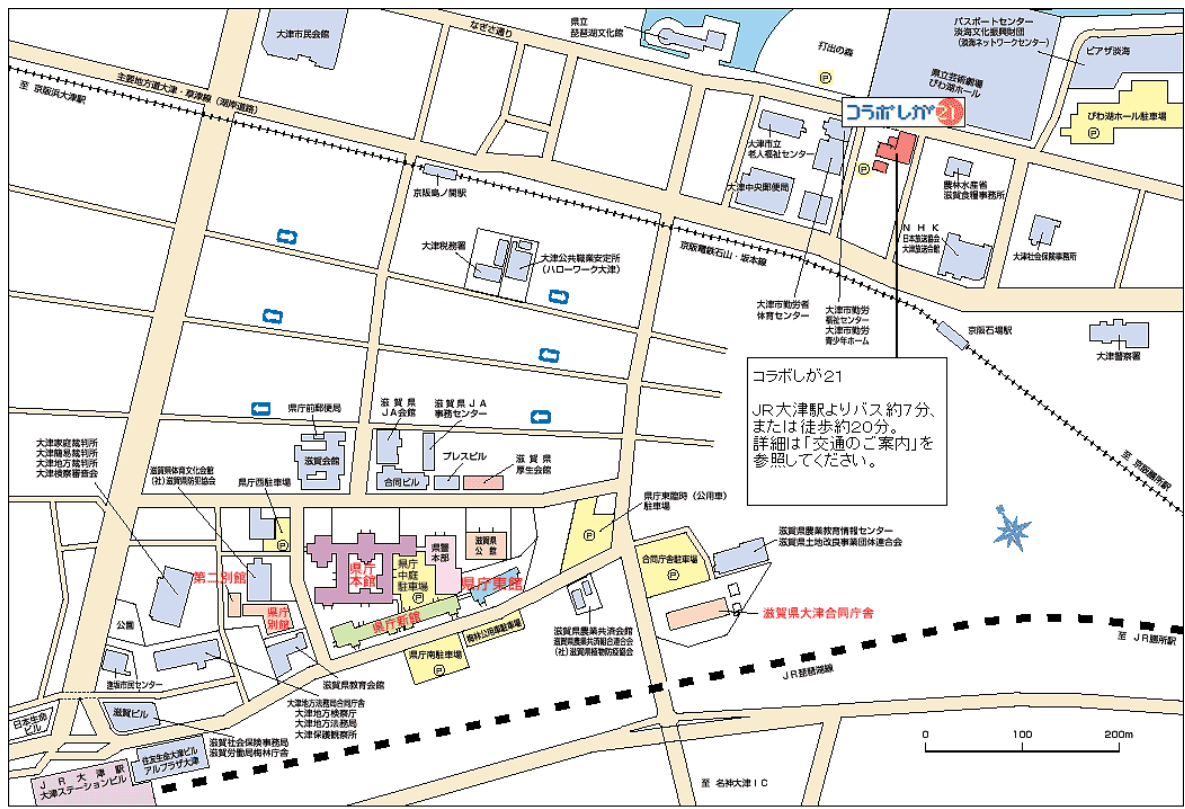 大津市民会館
なぎさ通り
県立
琵琶湖文化館
打出の森
パスポートセンター
淡海文化振興財団
(淡海ネットワークセンター)
ピアザ淡海
県立芸術劇場
びわ湖ホール
びわ湖ホール駐車場
主要地方道大津・草津線(湖岸道路)
至 京阪浜大津駅
コラボしが21
大津市立
老人福祉センター
大津中央郵便局
農林水産省
滋賀食糧事務所
京阪島ノ関駅
NHK
日本放送協会
大津放送会館
大津社会保険事務所
大津税務署
大津公共職業安定所
(ハローワーク大津)
京阪電鉄石山・坂本線
大津市勤労者
体育センター
大津市勤労
福祉センター
大津市勤労
青少年ホーム
京阪石場駅
大津警察署
コラボしが21
JR大津駅よりバス約7分、
または徒歩約20分。
詳細は「交通のご案内」を
参照してください。
至 京阪膳所駅
県庁前郵便局
滋賀県
JA会館
滋賀県JA
事務センター
大津家庭裁判所
大津簡易裁判所
大津地方裁判所
大津検察審査会
滋賀県体育文化会館
(社)滋賀県防犯協会
滋賀会館
プレスビル
滋賀県
厚生会館
合同ビル
県庁西駐車場
県庁東臨時(公用車)
駐車場
滋賀県
公館
県警
本部
県庁
本館
県庁
中庭
駐車場
県庁東館
第二別館
県庁
別館
県庁新館
合同庁舎駐車場
滋賀県農業教育情報センター
滋賀県土地改良事業団体連合会
滋賀県大津合同庁舎
公園
梅林公用車駐車場
県庁南駐車場
滋賀県農業共済会館
滋賀県農業共済組合連合会
(社)滋賀県植物防疫協会
至 JR膳所駅
JR琵琶湖線
逢坂市民センター
滋賀県教育会館
大津地方法務局合同庁舎
大津地方検察庁
大津地方法務局
大津保護観察所
日本生命
ビル
滋賀ビル
滋賀社会保険事務局
滋賀労働局梅林庁舎
住友生命大津ビル
アルプラザ大津
JR大津駅
大津ステーションビル
至 名神大津IC
0 100 200m